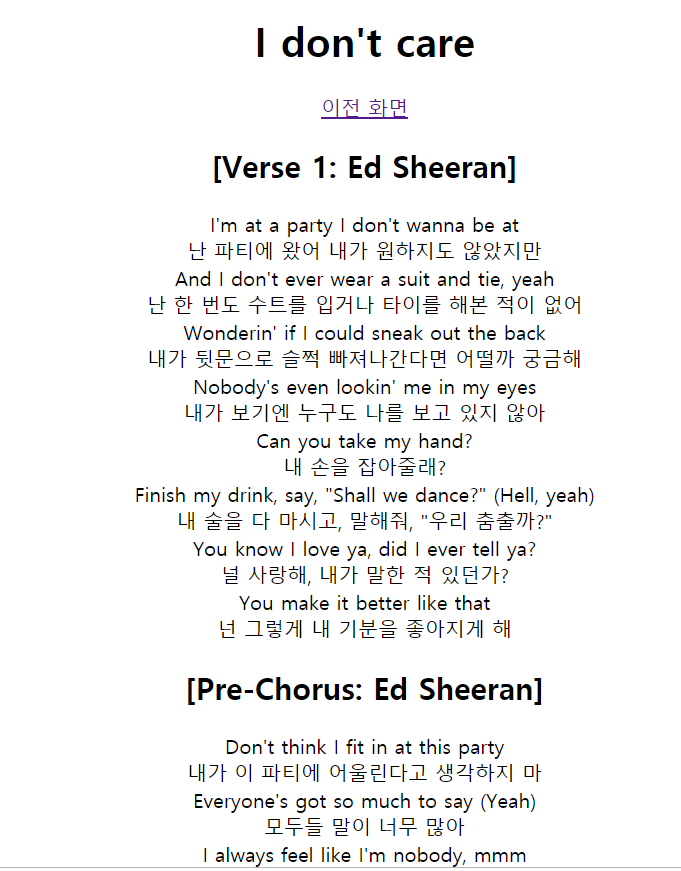 I don't care
이전 화면
[Verse 1: Ed Sheeran]
I'm at a party I don't wanna be at
난 파티에 왔어 내가 원하지도 않았지만
And I don't ever wear a suit and tie, yeah
난 한 번도 수트를 입거나 타이를 해본 적이 없어
Wonderin' if I could sneak out the back
내가 뒷문으로 슬쩍 빠져나간다면 어떨까 궁금해
Nobody's even lookin' me in my eyes
내가 보기엔 누구도 나를 보고 있지 않아
Can you take my hand?
내 손을 잡아줄래?
Finish my drink, say, "Shall we dance?" (Hell, yeah)
내 술을 다 마시고, 말해줘, "우리 춤출까?"
You know I love ya, did I ever tell ya?
널 사랑해, 내가 말한 적 있던가?
You make it better like that
넌 그렇게 내 기분을 좋아지게 해
[Pre-Chorus: Ed Sheeran]
Don't think I fit in at this party
내가 이 파티에 어울린다고 생각하지 마
Everyone's got so much to say (Yeah)
모두들 말이 너무 많아
I always feel like I'm nobody, mmm